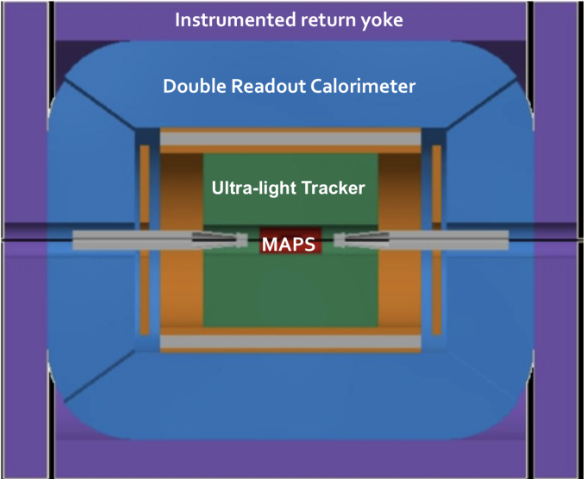 Instrumented return yoke
Double Readout Calorimeter
Ultra-light Tracker
MAPS